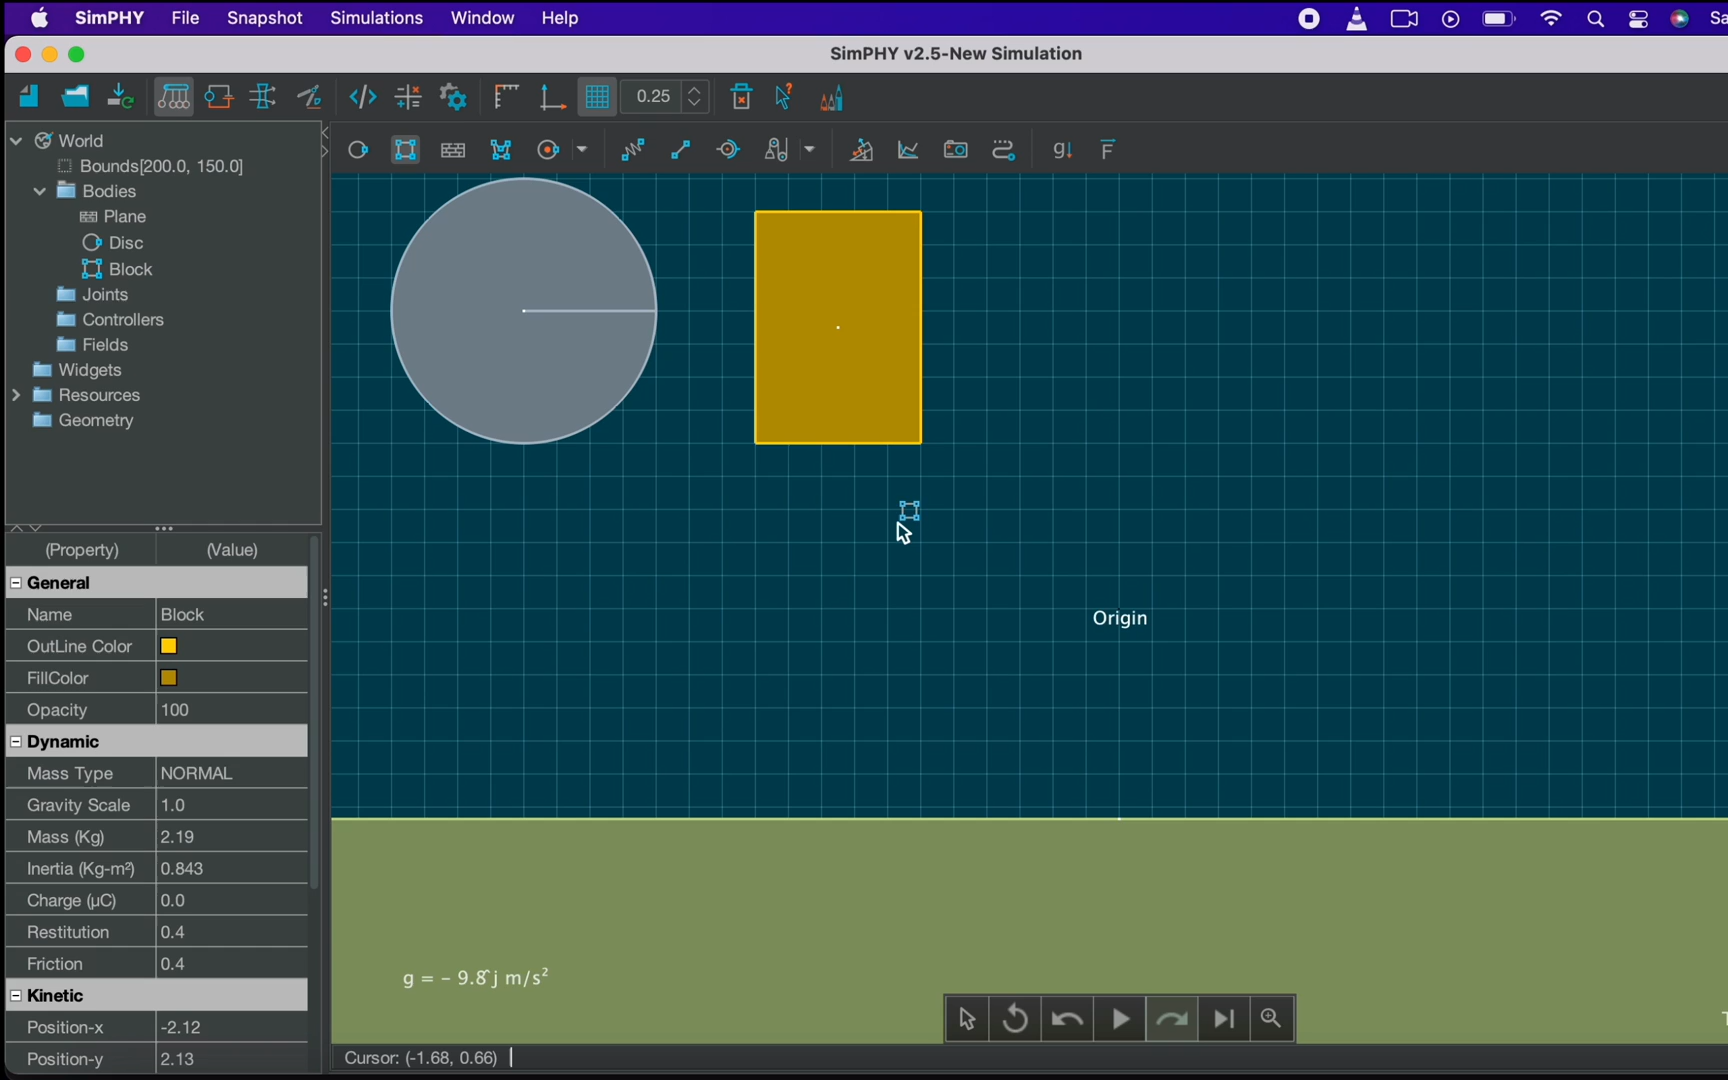 SimPHY File Snapshot Simulations Window Help
SimPHY v2.5-New Simulation
0.25
World
Bounds[200.0, 150.0]
Bodies
Plane
Disc
Block
Joints
Controllers
Fields
Widgets
Resources
Geometry
(Property) (Value)
General
Name Block
OutLine Color
FillColor
Opacity 100
Dynamic
Mass Type NORMAL
Gravity Scale 1.0
Mass (Kg) 2.19
Inertia (Kg-m²) 0.843
Charge (µC) 0.0
Restitution 0.4
Friction 0.4
Kinetic
Position-x -2.12
Position-y 2.13
g↓ F
Origin
g = - 9.8ĵ m/s²
Cursor: (-1.68, 0.66)